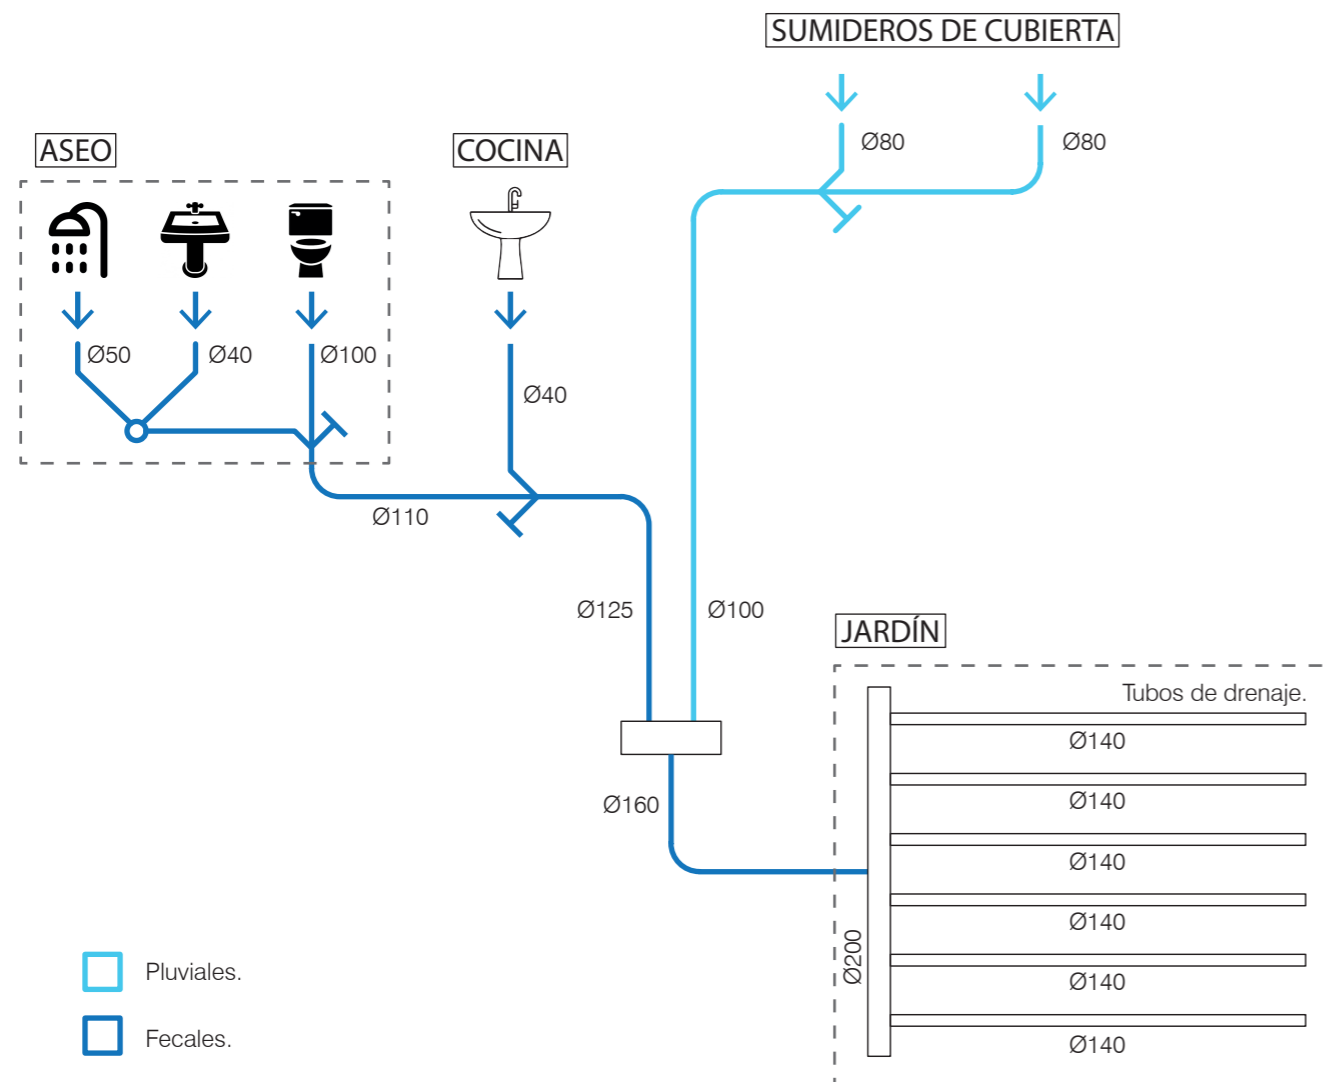 SUMIDEROS DE CUBIERTA
Ø80
Ø80
ASEO
COCINA
Ø50
Ø40
Ø100
Ø40
Ø110
Ø125
Ø100
JARDÍN
Tubos de drenaje.
Ø140
Ø140
Ø160
Ø140
Ø140
Ø200
Ø140
Ø140
Pluviales.
Fecales.